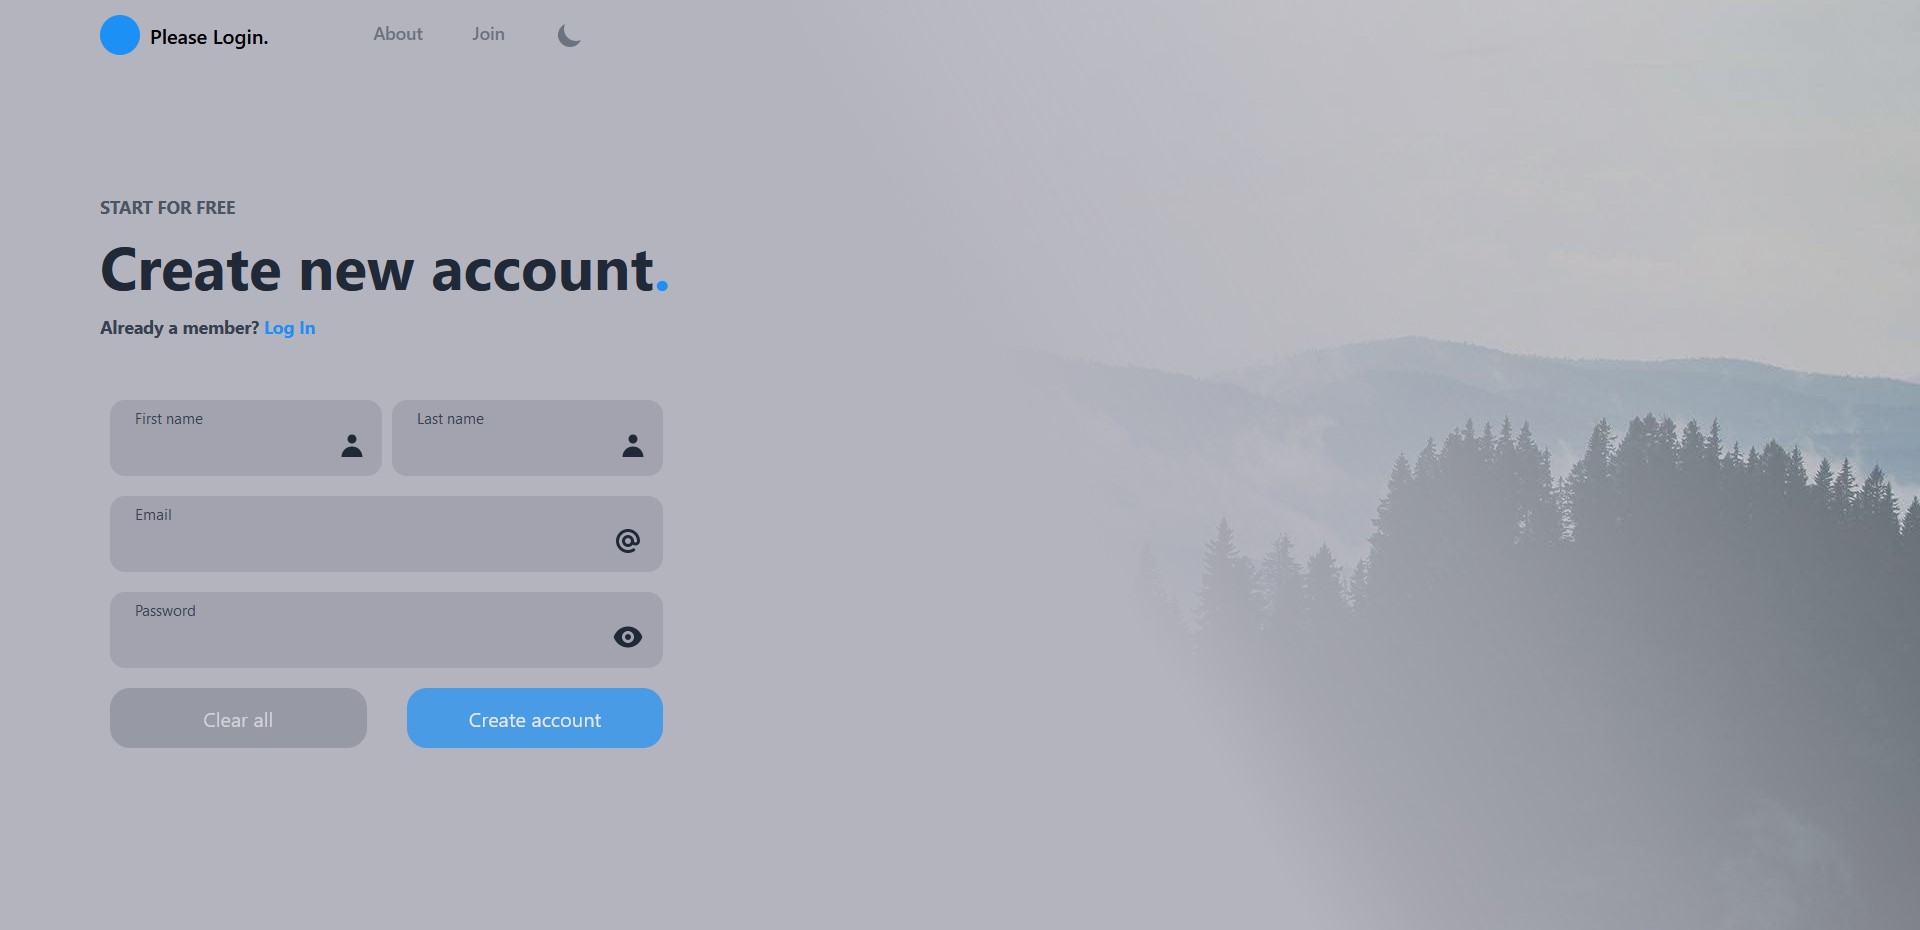 Please Login.
About
Join
START FOR FREE
Create new account.
Already a member? Log In
First name
Last name
Email
Password
Clear all
Create account